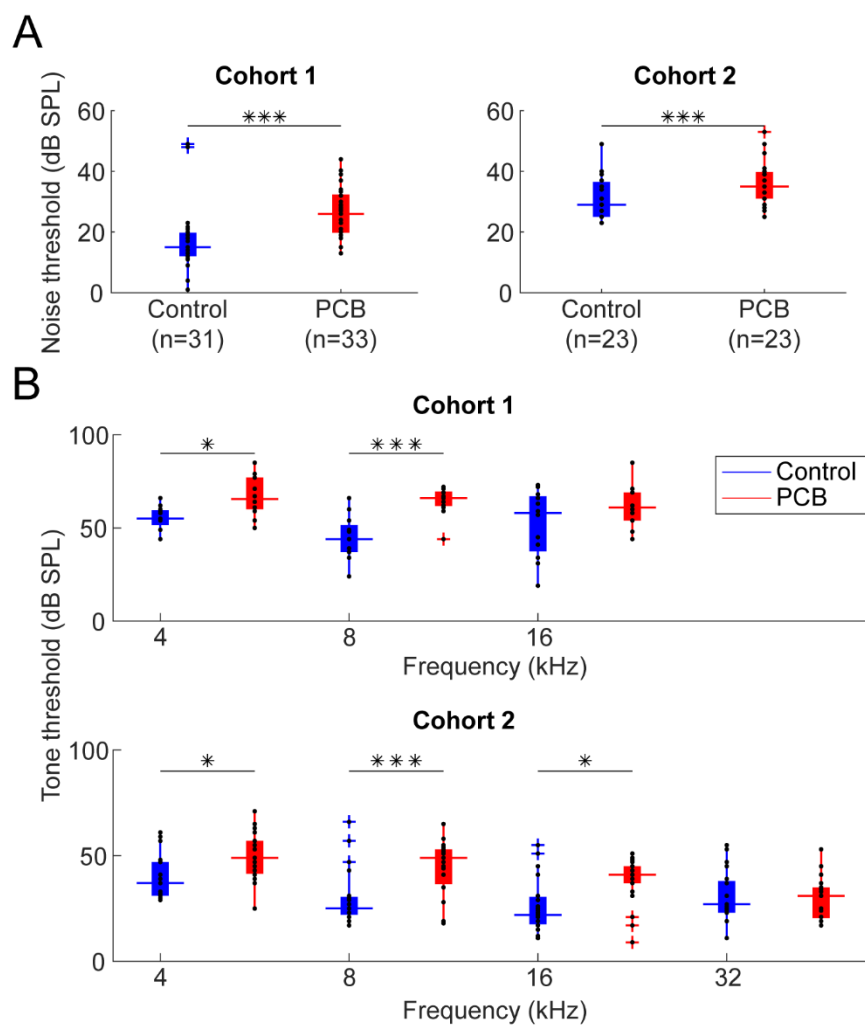 A
Cohort 1
Cohort 2
Noise threshold (dB SPL)
60
40
20
0
***
Control
(n=31)
PCB
(n=33)
60
40
20
0
***
Control
(n=23)
PCB
(n=23)
B
Cohort 1
Tone threshold (dB SPL)
100
50
0
*
***
Control
PCB
4
8
16
Frequency (kHz)
Cohort 2
100
50
0
*
***
*
4
8
16
32
Frequency (kHz)